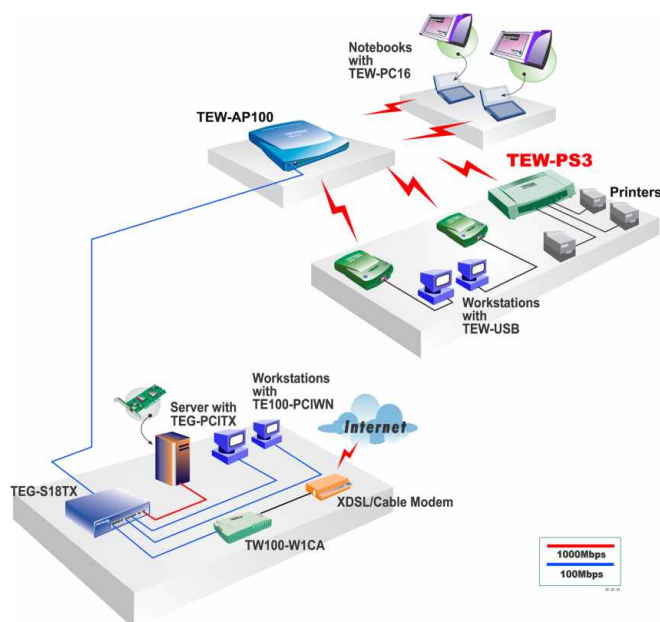 Notebooks
with
TEW-PC16
TEW-AP100
TEW-PS3
Printers
Workstations
with
TEW-USB
Workstations
with
TE100-PCIWN
Server with
TEG-PCITX
Internet
TEG-S18TX
XDSL/Cable Modem
TW100-W1CA
1000Mbps
100Mbps